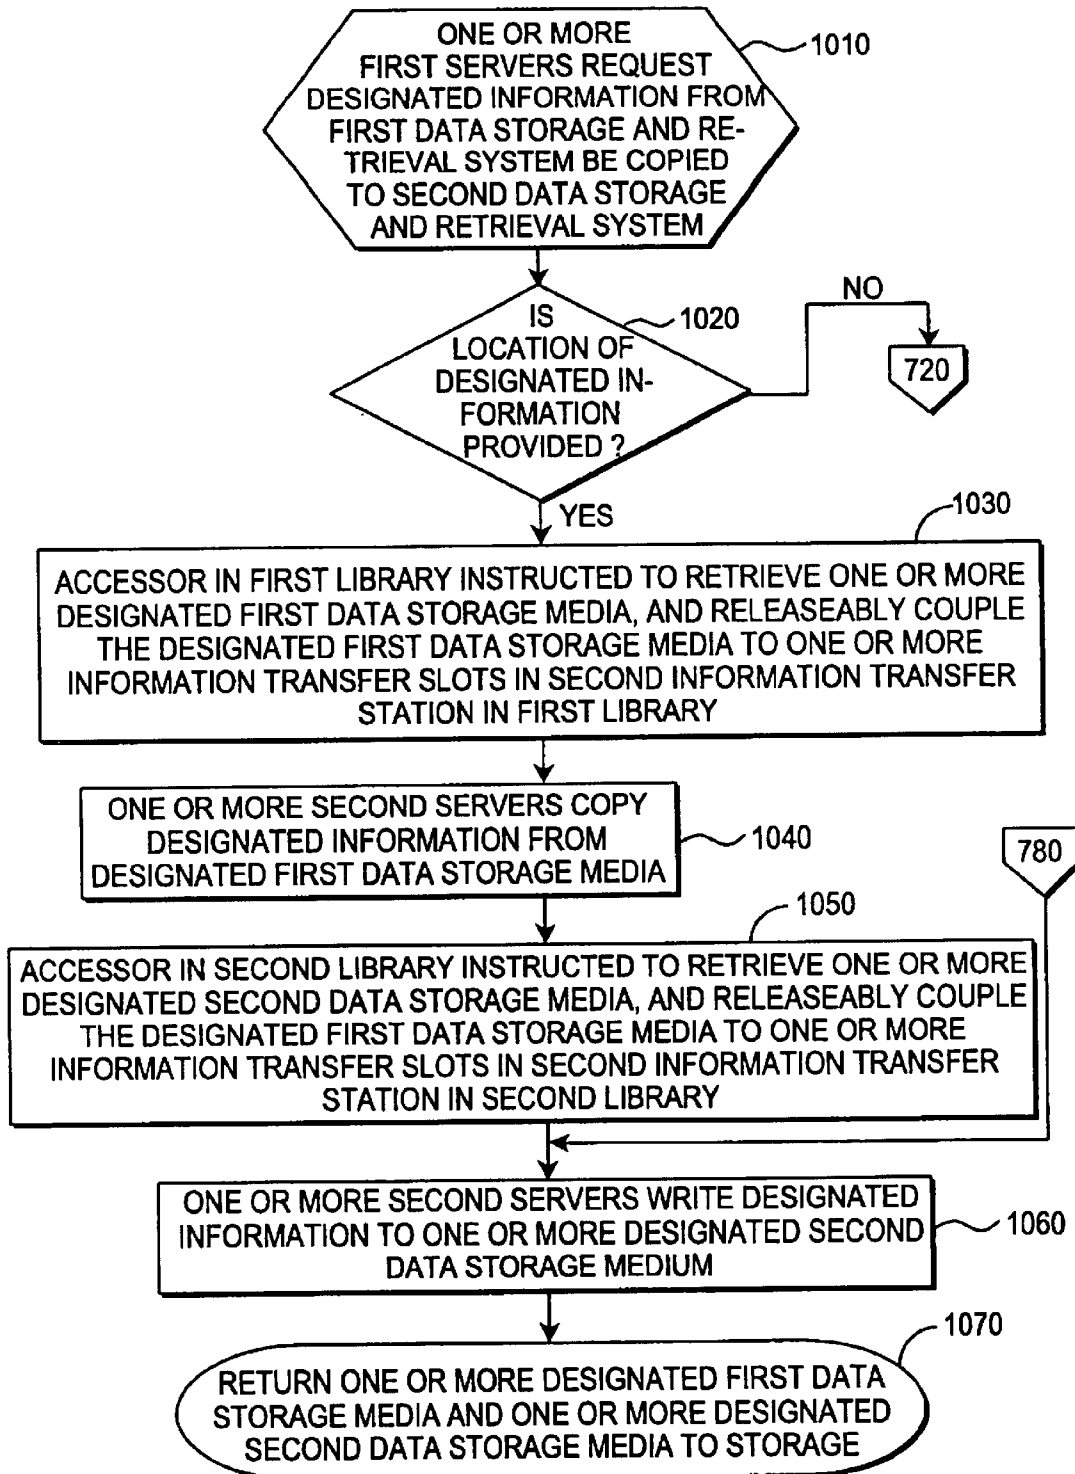 ONE OR MORE
FIRST SERVERS REQUEST
DESIGNATED INFORMATION FROM
FIRST DATA STORAGE AND RE-
TRIEVAL SYSTEM BE COPIED
TO SECOND DATA STORAGE
AND RETRIEVAL SYSTEM
1010
IS
LOCATION OF
DESIGNATED IN-
FORMATION
PROVIDED ?
1020
NO
720
YES
1030
ACCESSOR IN FIRST LIBRARY INSTRUCTED TO RETRIEVE ONE OR MORE
DESIGNATED FIRST DATA STORAGE MEDIA, AND RELEASEABLY COUPLE
THE DESIGNATED FIRST DATA STORAGE MEDIA TO ONE OR MORE
INFORMATION TRANSFER SLOTS IN SECOND INFORMATION TRANSFER
STATION IN FIRST LIBRARY
ONE OR MORE SECOND SERVERS COPY
DESIGNATED INFORMATION FROM
DESIGNATED FIRST DATA STORAGE MEDIA
1040
780
1050
ACCESSOR IN SECOND LIBRARY INSTRUCTED TO RETRIEVE ONE OR MORE
DESIGNATED SECOND DATA STORAGE MEDIA, AND RELEASEABLY COUPLE
THE DESIGNATED FIRST DATA STORAGE MEDIA TO ONE OR MORE
INFORMATION TRANSFER SLOTS IN SECOND INFORMATION TRANSFER
STATION IN SECOND LIBRARY
ONE OR MORE SECOND SERVERS WRITE DESIGNATED
INFORMATION TO ONE OR MORE DESIGNATED SECOND
DATA STORAGE MEDIUM
1060
1070
RETURN ONE OR MORE DESIGNATED FIRST DATA
STORAGE MEDIA AND ONE OR MORE DESIGNATED
SECOND DATA STORAGE MEDIA TO STORAGE